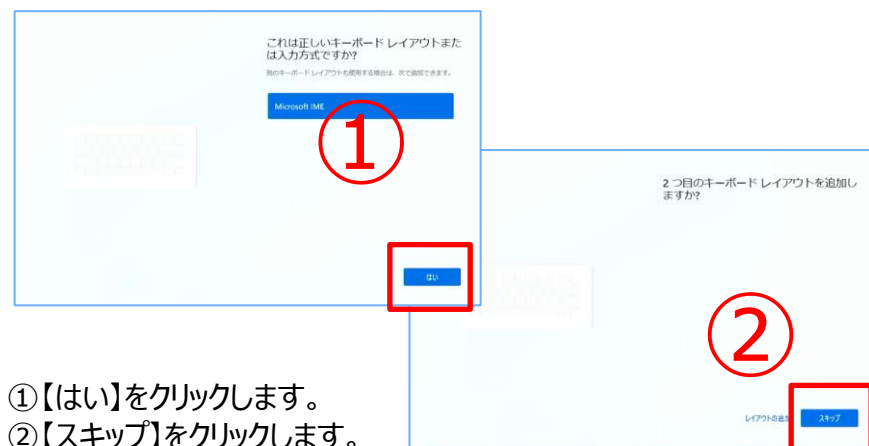 これは正しいキーボード レイアウトまた
は入力方式ですか?
別のキーボード レイアウトも使用する場合は、次で追加できます。
Microsoft IME
①
はい
2 つ目のキーボード レイアウトを追加し
ますか?
②
レイアウトの追加
スキップ
①【はい】をクリックします。
②【スキップ】をクリックします。